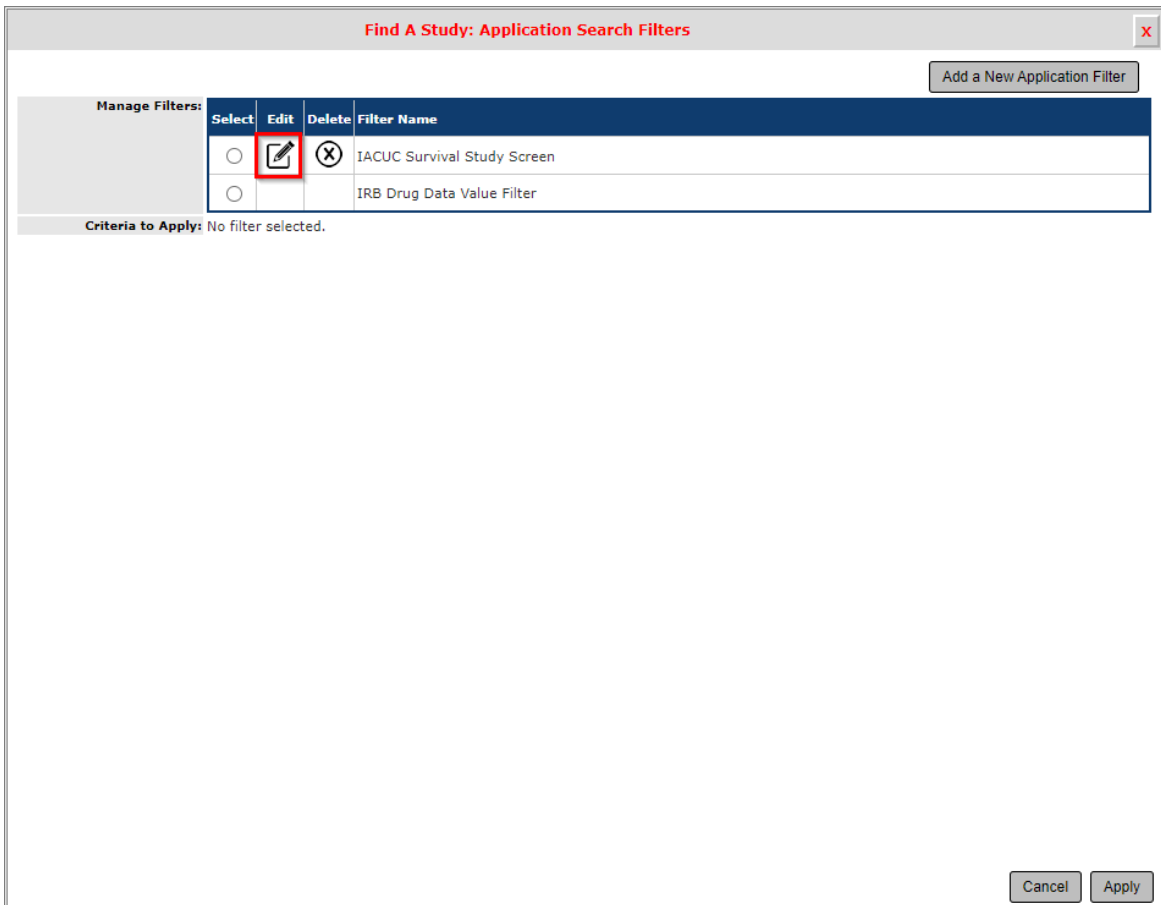 Find A Study: Application Search Filters
x
Add a New Application Filter
Manage Filters:
Select Edit Delete Filter Name
IACUC Survival Study Screen
IRB Drug Data Value Filter
Criteria to Apply: No filter selected.
Cancel Apply